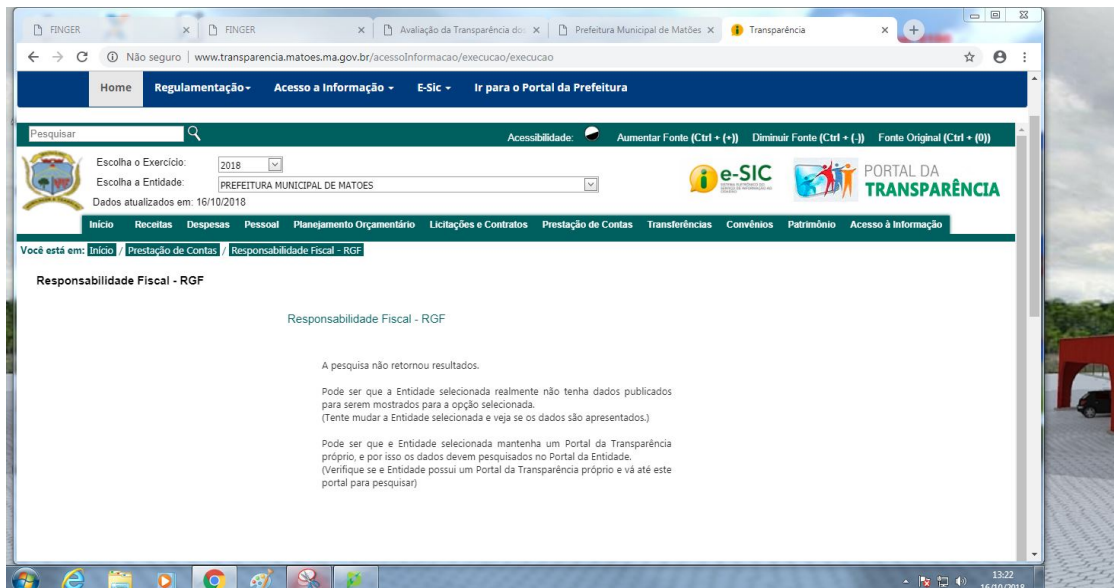 FINGER
FINGER
Avaliação da Transparência do
Prefeitura Municipal de Matões
Transparência
Não seguro | www.transparencia.matoes.ma.gov.br/acessoInformacao/execucao/execucao
Home Regulamentação Acesso a Informação E-Sic Ir para o Portal da Prefeitura
Pesquisar
Acessibilidade: Aumentar Fonte (Ctrl + (+)) Diminuir Fonte (Ctrl + (-)) Fonte Original (Ctrl + (0))
Escolha o Exercício: 2018
Escolha a Entidade: PREFEITURA MUNICIPAL DE MATOES
Dados atualizados em: 16/10/2018
e-SIC
PORTAL DA
TRANSPARÊNCIA
Início Receitas Despesas Pessoal Planejamento Orçamentário Licitações e Contratos Prestação de Contas Transferências Convênios Patrimônio Acesso à Informação
Você está em: Início / Prestação de Contas / Responsabilidade Fiscal - RGF
Responsabilidade Fiscal - RGF
Responsabilidade Fiscal - RGF
A pesquisa não retornou resultados.
Pode ser que a Entidade selecionada realmente não tenha dados publicados
para serem mostrados para a opção selecionada.
(Tente mudar a Entidade selecionada e veja se os dados são apresentados.)
Pode ser que e Entidade selecionada mantenha um Portal da Transparência
próprio, e por isso os dados devem pesquisados no Portal da Entidade.
(Verifique se e Entidade possui um Portal da Transparência próprio e vá até este
portal para pesquisar)
13:22
16/10/2018